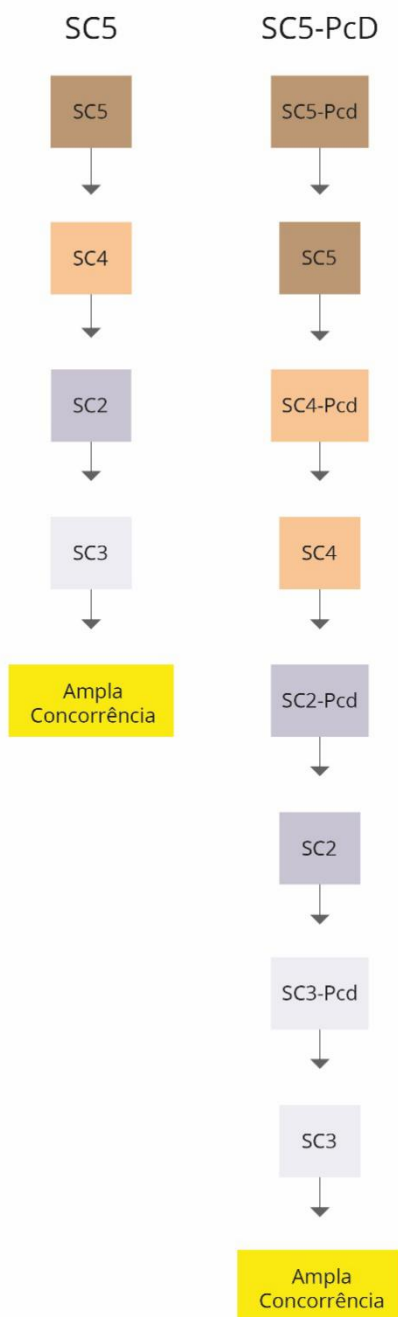 SC5
SC5
SC4
SC2
SC3
Ampla
Concorrência
SC5-PcD
SC5-Pcd
SC5
SC4-Pcd
SC4
SC2-Pcd
SC2
SC3-Pcd
SC3
Ampla
Concorrência